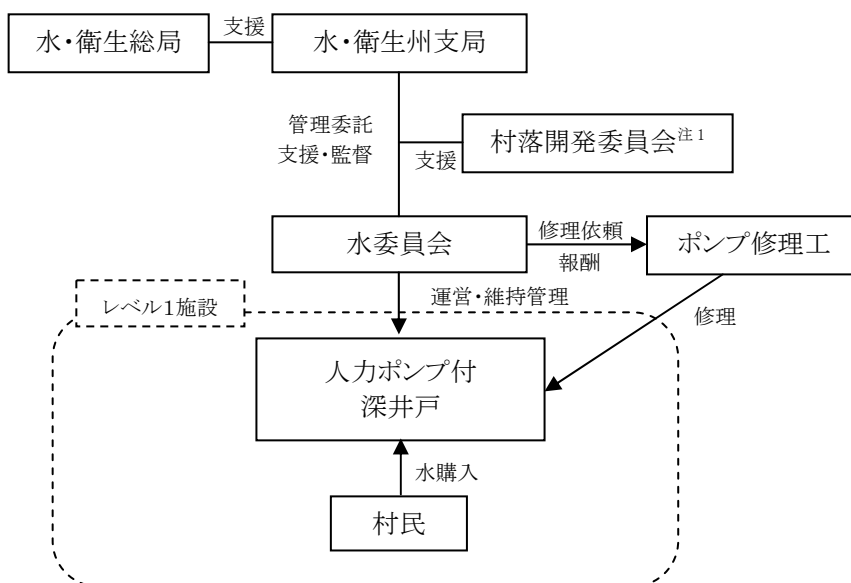 水・衛生総局
支援
水・衛生州支局
管理委託
支援・監督
支援
村落開発委員会注1
水委員会
修理依頼
報酬
ポンプ修理工
レベル1施設
運営・維持管理
修理
人力ポンプ付
深井戸
水購入
村民